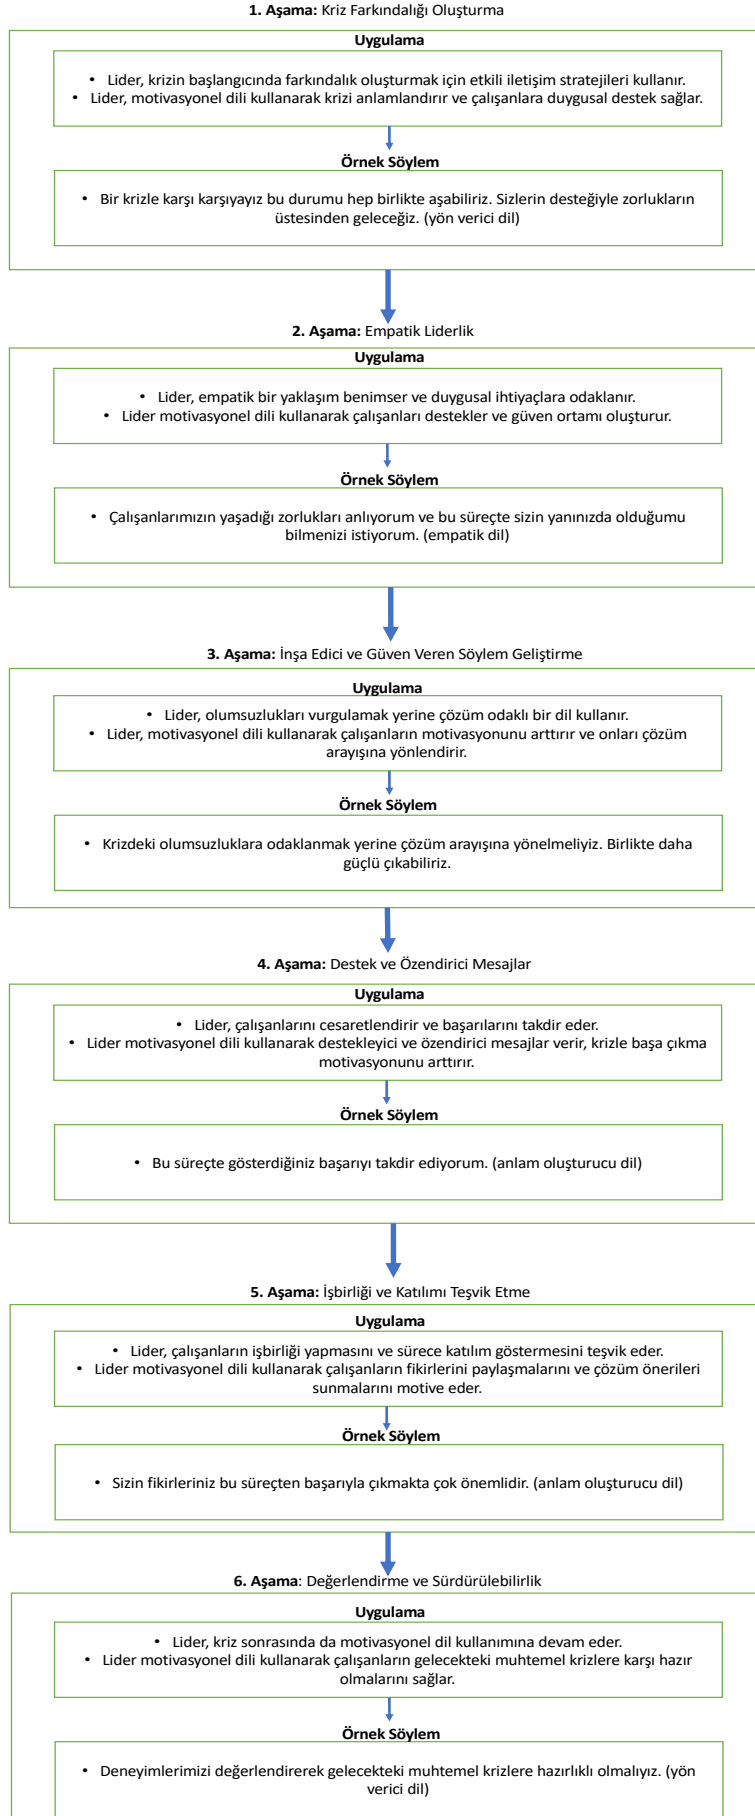 1. Aşama: Kriz Farkındalığı Oluşturma
Uygulama
• Lider, krizin başlangıcında farkındalık oluşturmak için etkili iletişim stratejileri kullanır.
• Lider, motivasyonel dili kullanarak krizi anlamlandırır ve çalışanlara duygusal destek sağlar.
Örnek Söylem
• Bir krizle karşı karşıyayız bu durumu hep birlikte aşabiliriz. Sizlerin desteğiyle zorlukların
üstesinden geleceğiz. (yön verici dil)
2. Aşama: Empatik Liderlik
Uygulama
• Lider, empatik bir yaklaşım benimser ve duygusal ihtiyaçlara odaklanır.
• Lider motivasyonel dili kullanarak çalışanları destekler ve güven ortamı oluşturur.
Örnek Söylem
• Çalışanlarımızın yaşadığı zorlukları anlıyorum ve bu süreçte sizin yanınızda olduğumu
bilmenizi istiyorum. (empatik dil)
3. Aşama: İnşa Edici ve Güven Veren Söylem Geliştirme
Uygulama
• Lider, olumsuzlukları vurgulamak yerine çözüm odaklı bir dil kullanır.
• Lider, motivasyonel dili kullanarak çalışanların motivasyonunu arttırır ve onları çözüm
arayışına yönlendirir.
Örnek Söylem
• Krizdeki olumsuzluklara odaklanmak yerine çözüm arayışına yönelmeliyiz. Birlikte daha
güçlü çıkabiliriz.
4. Aşama: Destek ve Özendirici Mesajlar
Uygulama
• Lider, çalışanlarını cesaretlendirir ve başarılarını takdir eder.
• Lider motivasyonel dili kullanarak destekleyici ve özendirici mesajlar verir, krizle başa çıkma
motivasyonunu arttırır.
Örnek Söylem
• Bu süreçte gösterdiğiniz başarıyı takdir ediyorum. (anlam oluşturucu dil)
5. Aşama: İşbirliği ve Katılımı Teşvik Etme
Uygulama
• Lider, çalışanların işbirliği yapmasını ve sürece katılım göstermesini teşvik eder.
• Lider motivasyonel dili kullanarak çalışanların fikirlerini paylaşmalarını ve çözüm önerileri
sunmalarını motive eder.
Örnek Söylem
• Sizin fikirleriniz bu süreçten başarıyla çıkmakta çok önemlidir. (anlam oluşturucu dil)
6. Aşama: Değerlendirme ve Sürdürülebilirlik
Uygulama
• Lider, kriz sonrasında da motivasyonel dil kullanımına devam eder.
• Lider motivasyonel dili kullanarak çalışanların gelecekteki muhtemel krizlere karşı hazır
olmalarını sağlar.
Örnek Söylem
• Deneyimlerimizi değerlendirerek gelecekteki muhtemel krizlere hazırlıklı olmalıyız. (yön
verici dil)